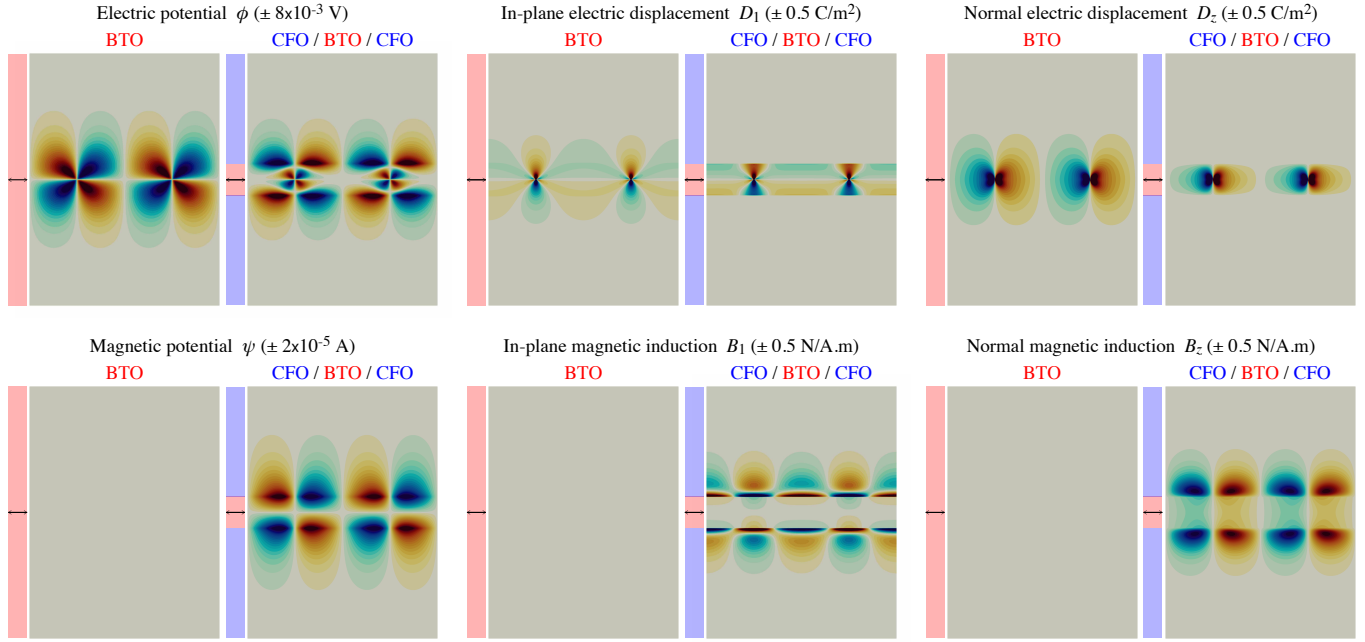 Electric potential ϕ (± 8x10⁻³ V)
BTO CFO / BTO / CFO
In-plane electric displacement D₁ (± 0.5 C/m²)
BTO CFO / BTO / CFO
Normal electric displacement D_z (± 0.5 C/m²)
BTO CFO / BTO / CFO
Magnetic potential ψ (± 2x10⁻⁵ A)
BTO CFO / BTO / CFO
In-plane magnetic induction B₁ (± 0.5 N/A.m)
BTO CFO / BTO / CFO
Normal magnetic induction B_z (± 0.5 N/A.m)
BTO CFO / BTO / CFO